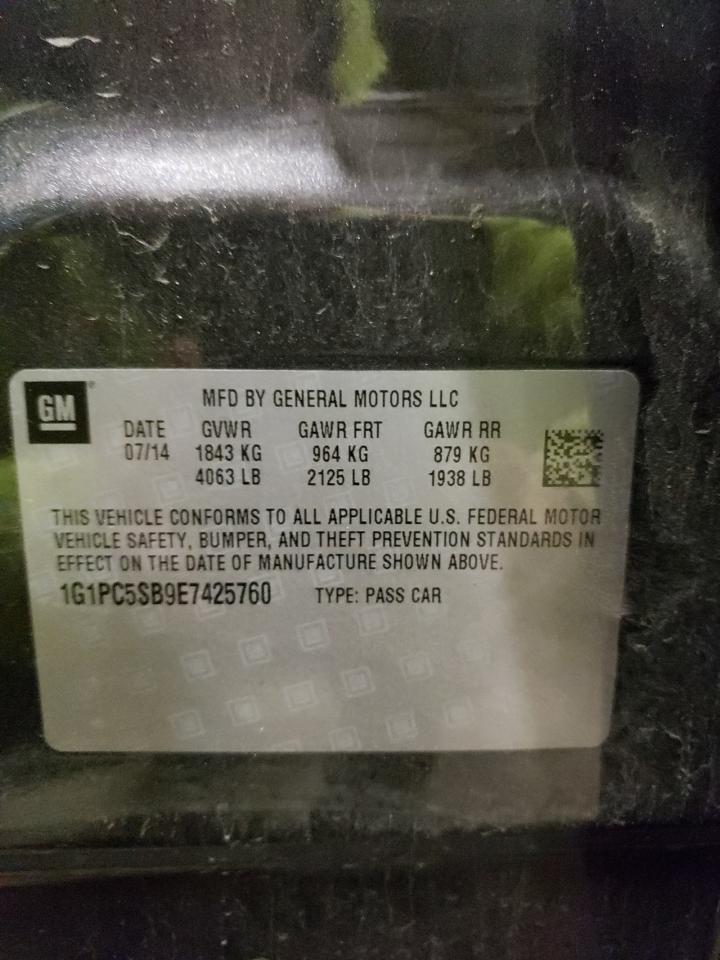 GM
MFD BY GENERAL MOTORS LLC
DATE GVWR GAWR FRT GAWR RR
07/14 1843 KG 964 KG 879 KG
4063 LB 2125 LB 1938 LB
THIS VEHICLE CONFORMS TO ALL APPLICABLE U.S. FEDERAL MOTOR
VEHICLE SAFETY, BUMPER, AND THEFT PREVENTION STANDARDS IN
EFFECT ON THE DATE OF MANUFACTURE SHOWN ABOVE.
1G1PC5SB9E7425760 TYPE: PASS CAR